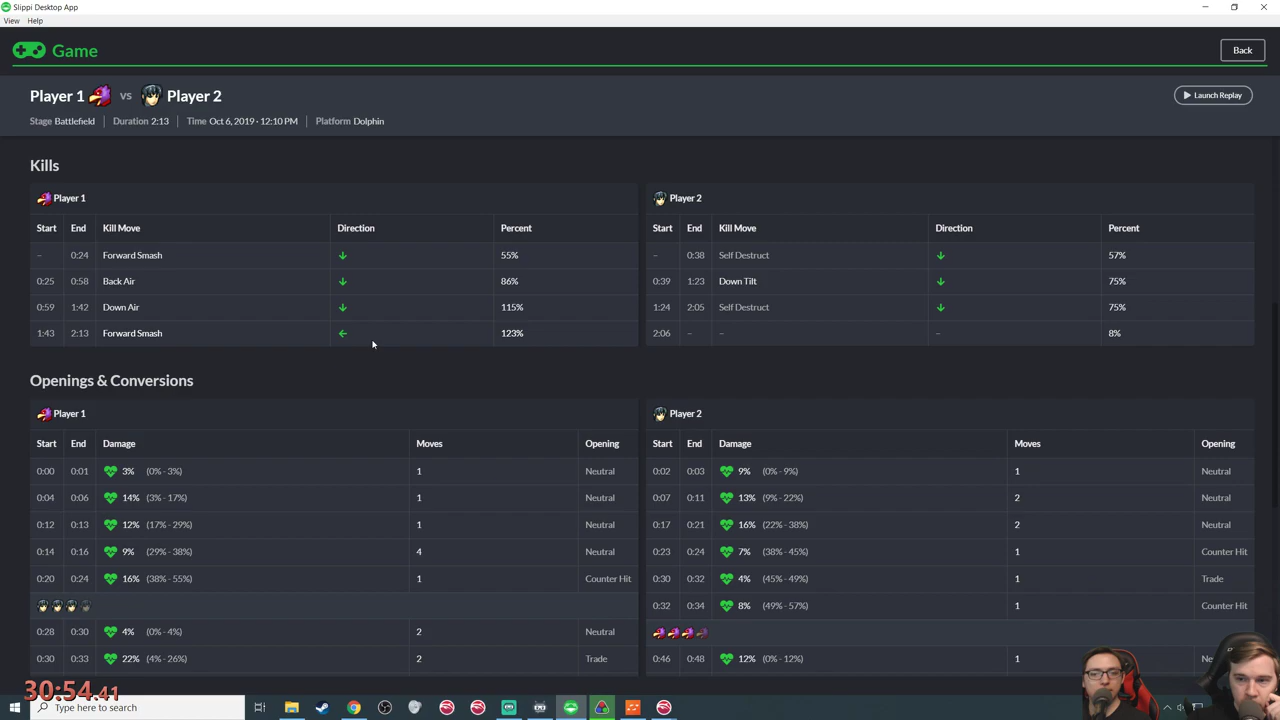 Slippi Desktop App
View Help
Game
Back
Player 1 vs Player 2
Launch Replay
Stage Battlefield Duration 2:13 Time Oct 6, 2019 · 12:10 PM Platform Dolphin
Kills
Player 1
Start End Kill Move Direction Percent
– 0:24 Forward Smash 55%
0:25 0:58 Back Air 86%
0:59 1:42 Down Air 115%
1:43 2:13 Forward Smash 123%
Player 2
Start End Kill Move Direction Percent
– 0:38 Self Destruct 57%
0:39 1:23 Down Tilt 75%
1:24 2:05 Self Destruct 75%
2:06 – – – 8%
Openings & Conversions
Player 1
Start End Damage Moves Opening
0:00 0:01 3% (0% - 3%) 1 Neutral
0:04 0:06 14% (3% - 17%) 1 Neutral
0:12 0:13 12% (17% - 29%) 1 Neutral
0:14 0:16 9% (29% - 38%) 4 Neutral
0:20 0:24 16% (38% - 55%) 1 Counter Hit
0:28 0:30 4% (0% - 4%) 2 Neutral
0:30 0:33 22% (4% - 26%) 2 Trade
Player 2
Start End Damage Moves Opening
0:02 0:03 9% (0% - 9%) 1 Neutral
0:07 0:11 13% (9% - 22%) 2 Neutral
0:17 0:21 16% (22% - 38%) 2 Neutral
0:23 0:24 7% (38% - 45%) 1 Counter Hit
0:30 0:32 4% (45% - 49%) 1 Trade
0:32 0:34 8% (49% - 57%) 1 Counter Hit
0:46 0:48 12% (0% - 12%) 1 Ne
30:54.41
Type here to search